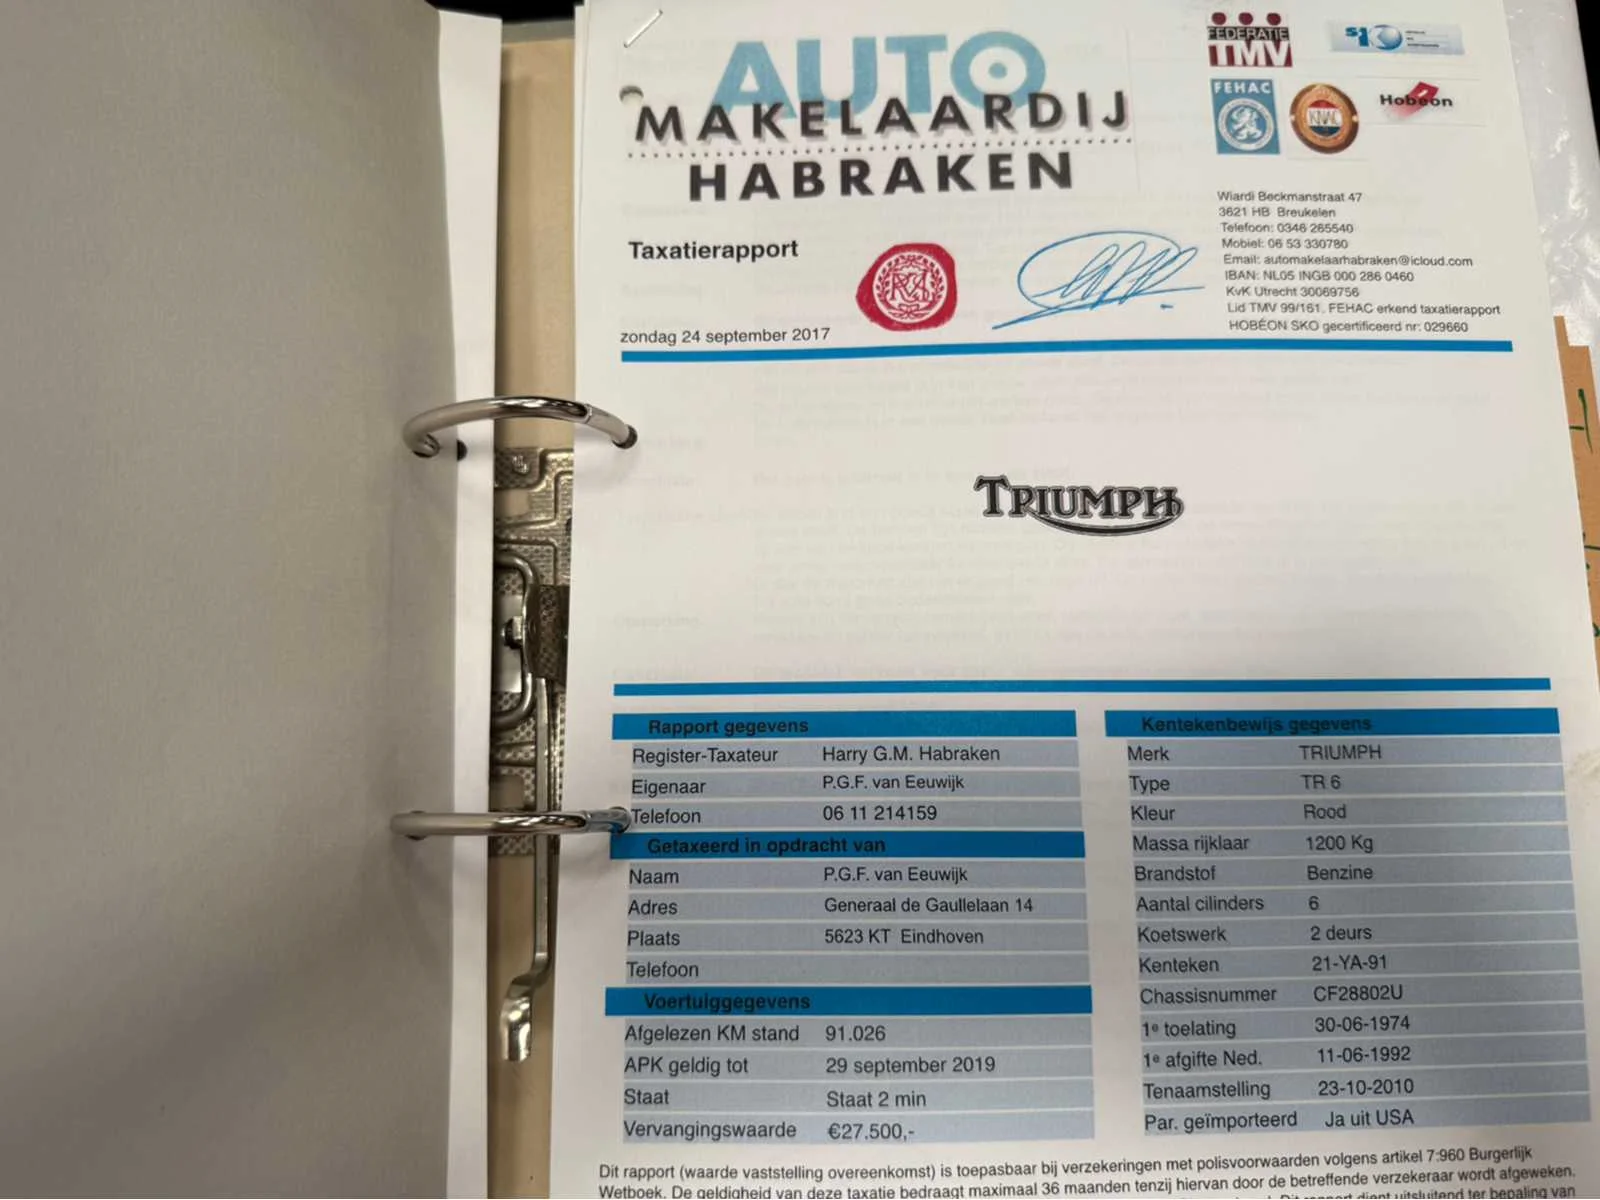 AUTO
MAKELAARDIJ
HABRAKEN
FEDERATIE
TMV
FEHAC
KNAC
Hobéon
Taxatierapport
zondag 24 september 2017
Wiardi Beckmanstraat 47
3621 HB Breukelen
Telefoon: 0346 265540
Mobiel: 06 53 330780
Email: automakelaarhabraken@icloud.com
IBAN: NL05 INGB 000 286 0460
KvK Utrecht 30069756
Lid TMV 99/161. FEHAC erkend taxatierapport
HOBÉON SKO gecertificeerd nr: 029660
TRIUMPH
Rapport gegevens
Register-Taxateur Harry G.M. Habraken
Eigenaar P.G.F. van Eeuwijk
Telefoon 06 11 214159
Getaxeerd in opdracht van
Naam P.G.F. van Eeuwijk
Adres Generaal de Gaullelaan 14
Plaats 5623 KT Eindhoven
Telefoon
Voertuiggegevens
Afgelezen KM stand 91.026
APK geldig tot 29 september 2019
Staat Staat 2 min
Vervangingswaarde €27.500,-
Kentekenbewijs gegevens
Merk TRIUMPH
Type TR 6
Kleur Rood
Massa rijklaar 1200 Kg
Brandstof Benzine
Aantal cilinders 6
Koetswerk 2 deurs
Kenteken 21-YA-91
Chassisnummer CF28802U
1e toelating 30-06-1974
1e afgifte Ned. 11-06-1992
Tenaamstelling 23-10-2010
Par. geïmporteerd Ja uit USA
Dit rapport (waarde vaststelling overeenkomst) is toepasbaar bij verzekeringen met polisvoorwaarden volgens artikel 7:960 Burgerlijk
Wetboek. De geldigheid van deze taxatie bedraagt maximaal 36 maanden tenzij hiervan door de betreffende verzekeraar wordt afgeweken.